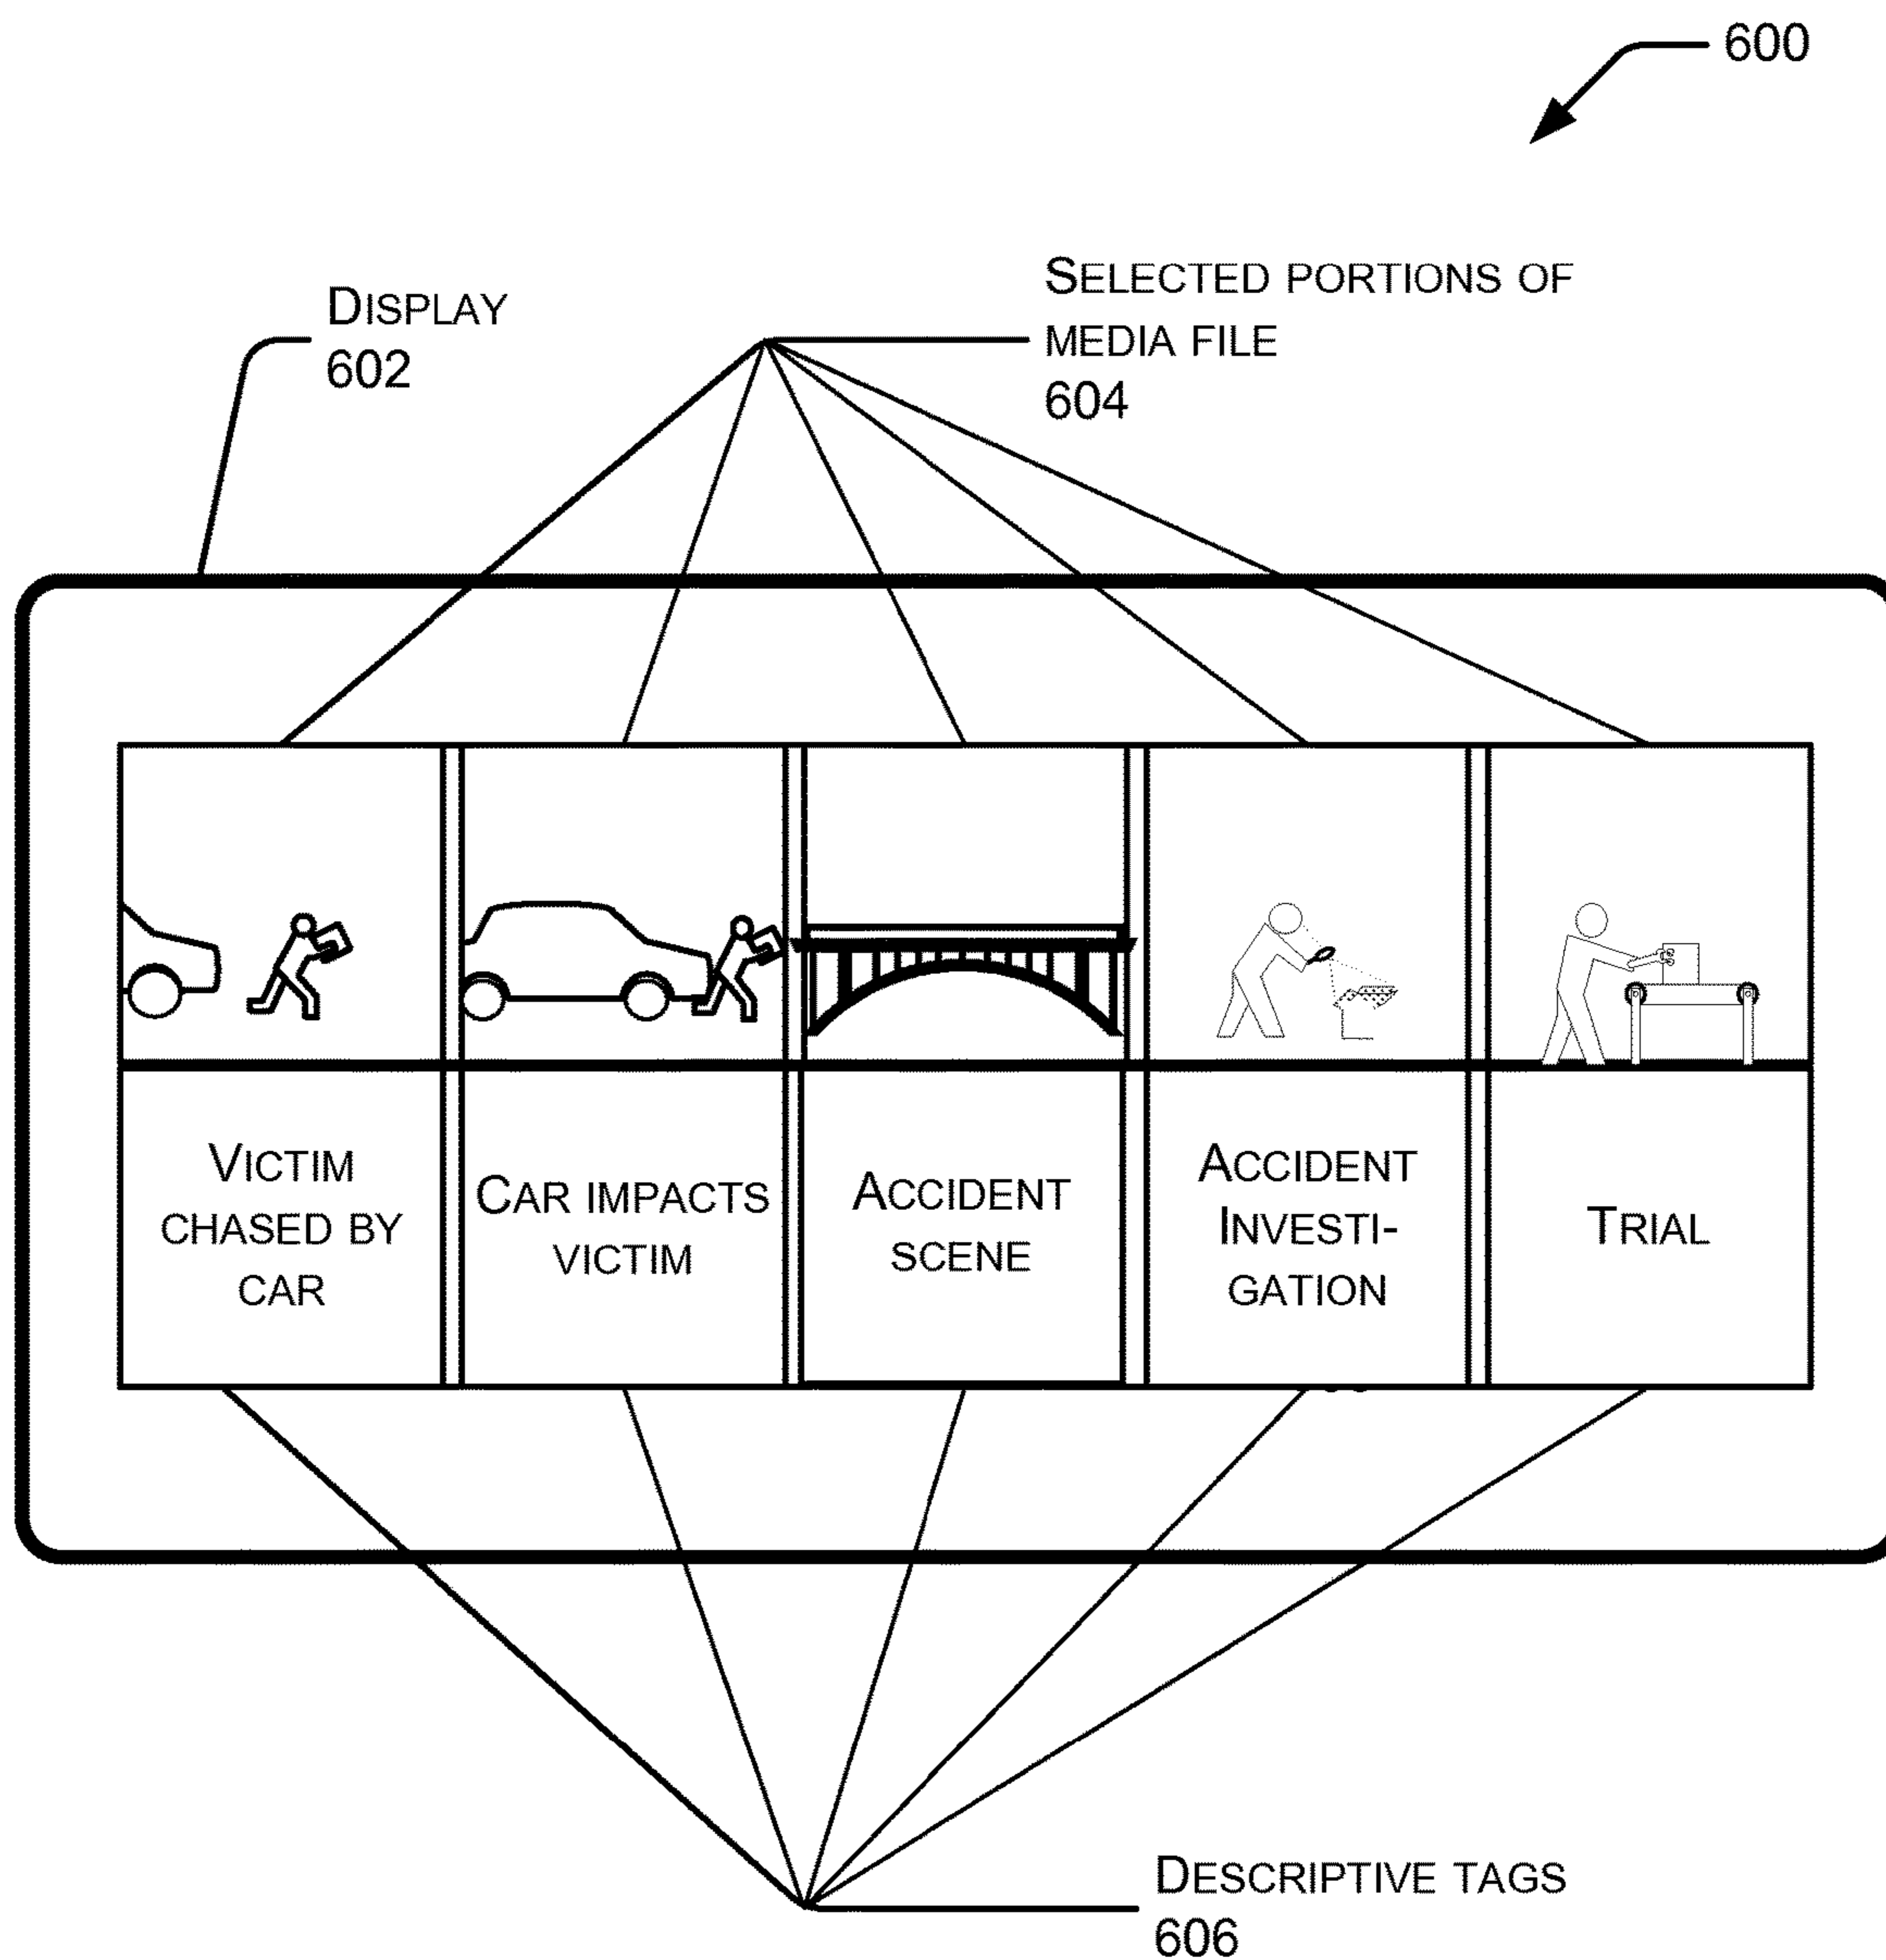 600
DISPLAY
602
SELECTED PORTIONS OF
MEDIA FILE
604
VICTIM
CHASED BY
CAR
CAR IMPACTS
VICTIM
ACCIDENT
SCENE
ACCIDENT
INVESTI-
GATION
TRIAL
DESCRIPTIVE TAGS
606